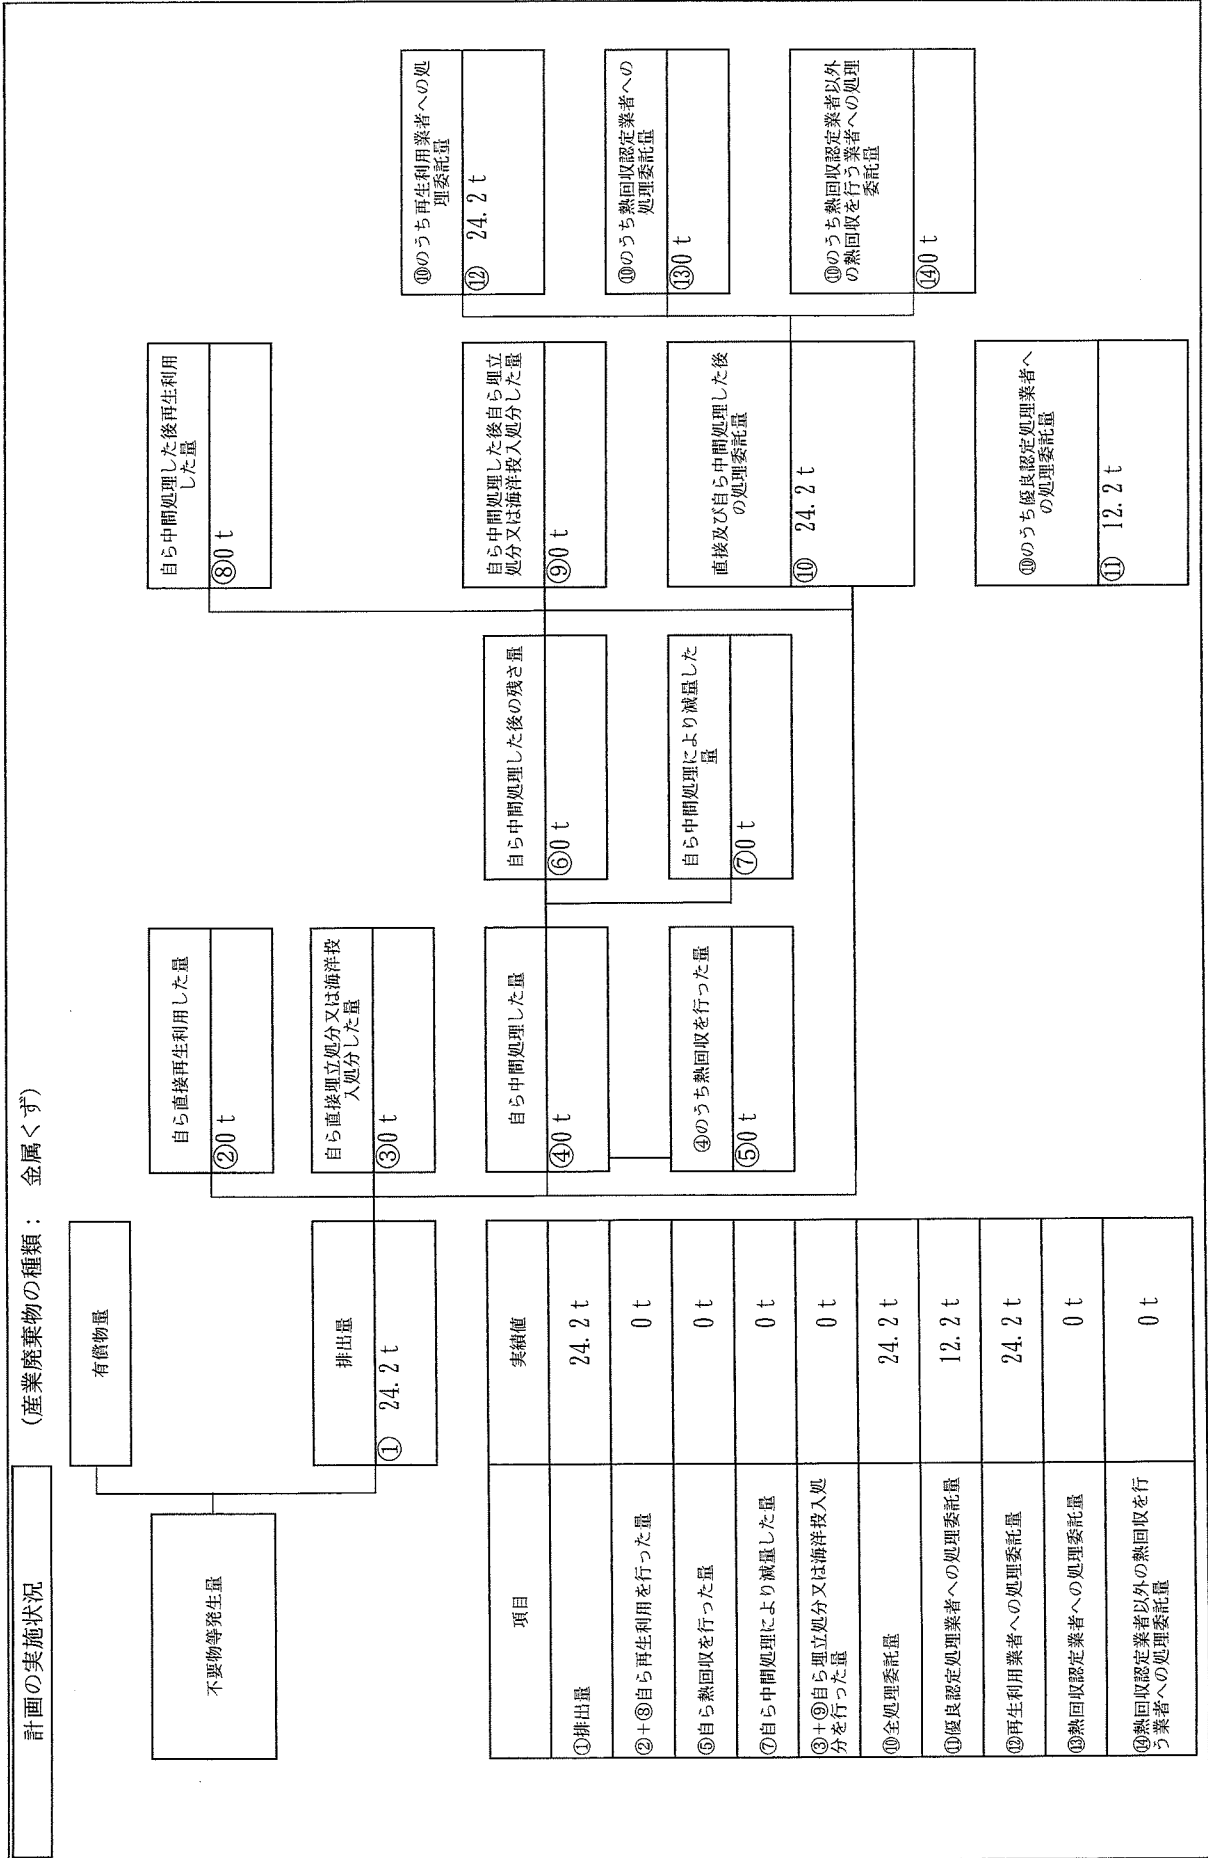 計画の実施状況
(産業廃棄物の種類： 金属くず)
不要物等発生量
有償物量
排出量
① 24.2 t
自ら直接再生利用した量
②0 t
自ら直接埋立処分又は海洋投
入処分した量
③0 t
自ら中間処理した量
④0 t
④のうち熱回収を行った量
⑤0 t
自ら中間処理した後の残さ量
⑥0 t
自ら中間処理により減量した
量
⑦0 t
自ら中間処理した後再生利用
した量
⑧0 t
自ら中間処理した後自ら埋立
処分又は海洋投入処分した量
⑨0 t
直接及び自ら中間処理した後
の処理委託量
⑩ 24.2 t
⑩のうち優良認定処理業者へ
の処理委託量
⑪ 12.2 t
⑩のうち再生利用業者への処
理委託量
⑫ 24.2 t
⑩のうち熱回収認定業者への
処理委託量
⑬0 t
⑩のうち熱回収認定業者以外
の熱回収を行う業者への処理
委託量
⑭0 t
項目 実績値
①排出量 24.2 t
②+⑧自ら再生利用を行った量 0 t
⑤自ら熱回収を行った量 0 t
⑦自ら中間処理により減量した量 0 t
③+⑨自ら埋立処分又は海洋投入処
分を行った量 0 t
⑩全処理委託量 24.2 t
⑪優良認定処理業者への処理委託量 12.2 t
⑫再生利用業者への処理委託量 24.2 t
⑬熱回収認定業者への処理委託量 0 t
⑭熱回収認定業者以外の熱回収を行
う業者への処理委託量 0 t